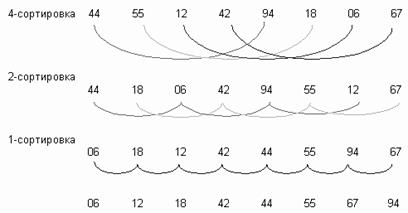 4-сортировка 44 55 12 42 94 18 06 67
2-сортировка
44 18 06 42 94 55 12 67
1-сортировка
06 18 12 42 44 55 94 67
06 12 18 42 44 55 67 94